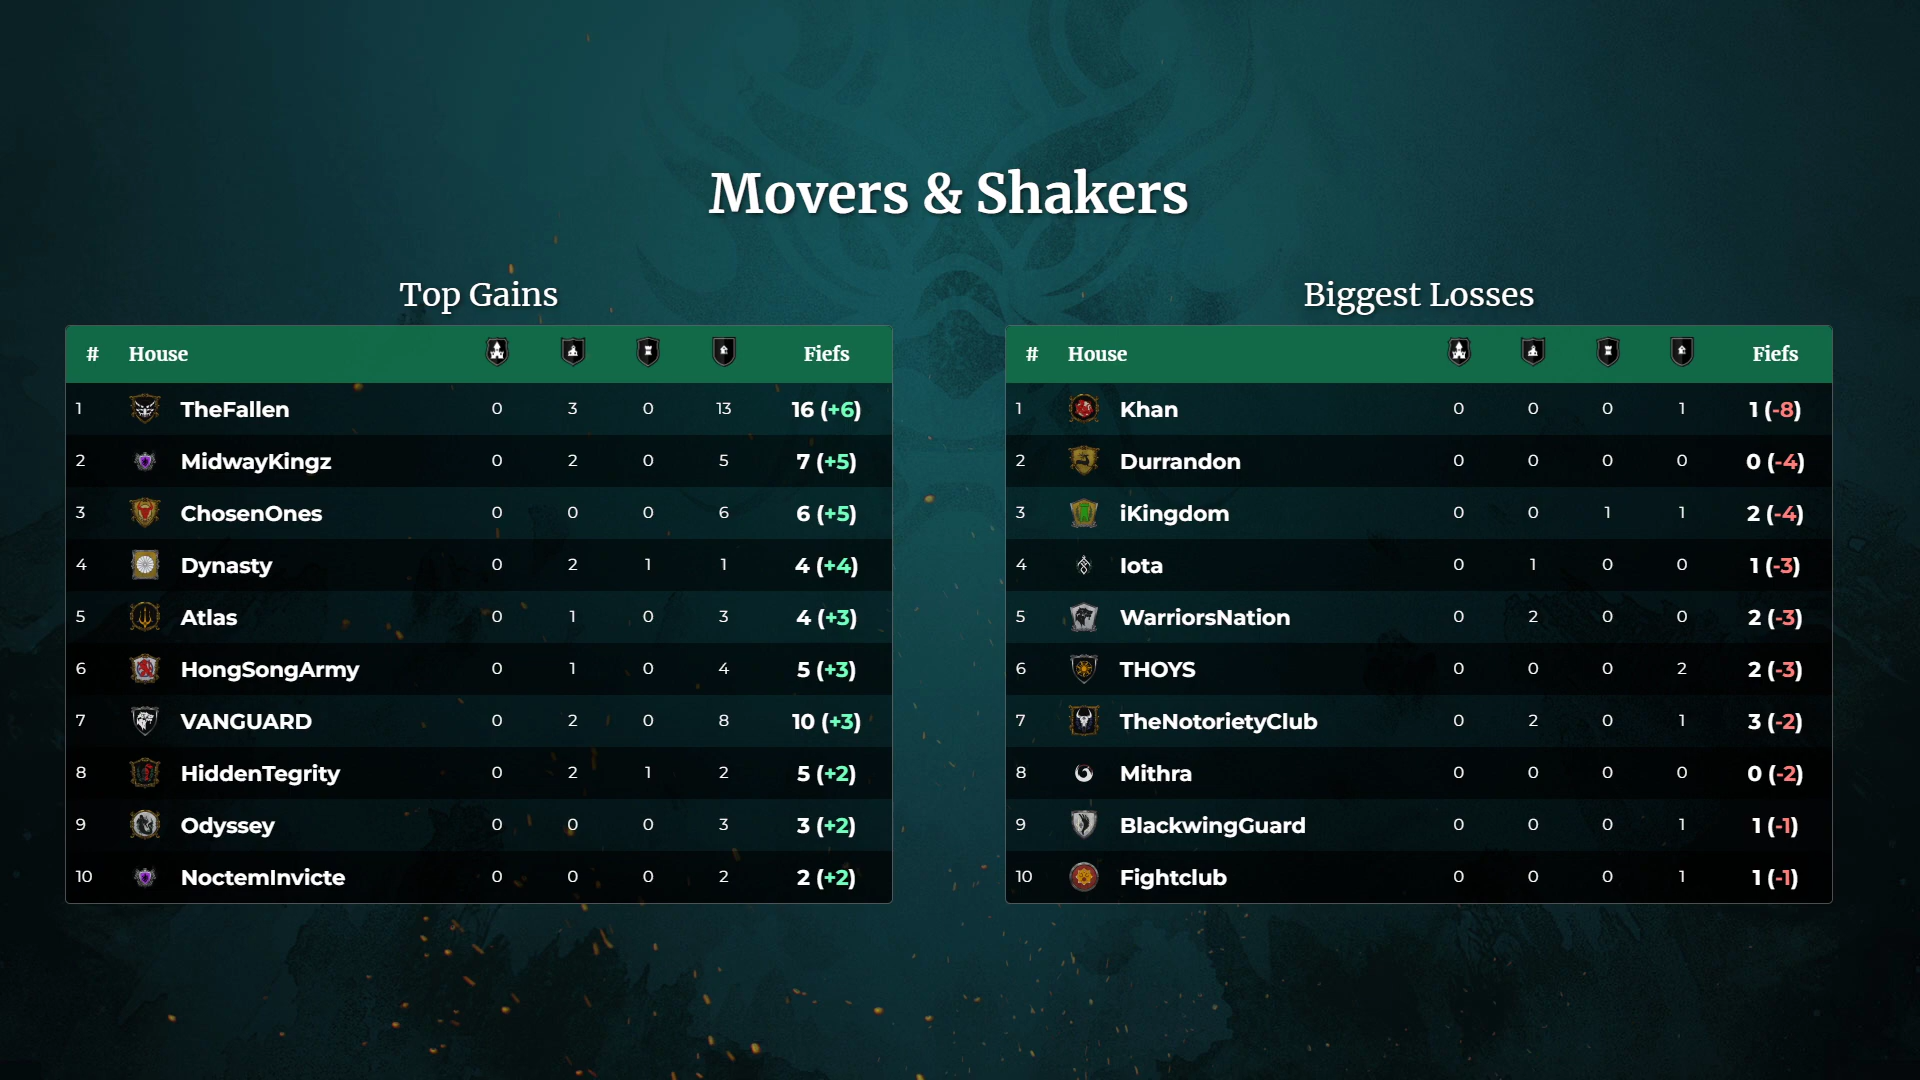 Movers & Shakers
Top Gains
# House Fiefs
1 TheFallen 0 3 0 13 16 (+6)
2 MidwayKingz 0 2 0 5 7 (+5)
3 ChosenOnes 0 0 0 6 6 (+5)
4 Dynasty 0 2 1 1 4 (+4)
5 Atlas 0 1 0 3 4 (+3)
6 HongSongArmy 0 1 0 4 5 (+3)
7 VANGUARD 0 2 0 8 10 (+3)
8 HiddenTegrity 0 2 1 2 5 (+2)
9 Odyssey 0 0 0 3 3 (+2)
10 NoctemInvicte 0 0 0 2 2 (+2)
Biggest Losses
# House Fiefs
1 Khan 0 0 0 1 1 (-8)
2 Durrandon 0 0 0 0 0 (-4)
3 iKingdom 0 0 1 1 2 (-4)
4 Iota 0 1 0 0 1 (-3)
5 WarriorsNation 0 2 0 0 2 (-3)
6 THOYS 0 0 0 2 2 (-3)
7 TheNotorietyClub 0 2 0 1 3 (-2)
8 Mithra 0 0 0 0 0 (-2)
9 BlackwingGuard 0 0 0 1 1 (-1)
10 Fightclub 0 0 0 1 1 (-1)